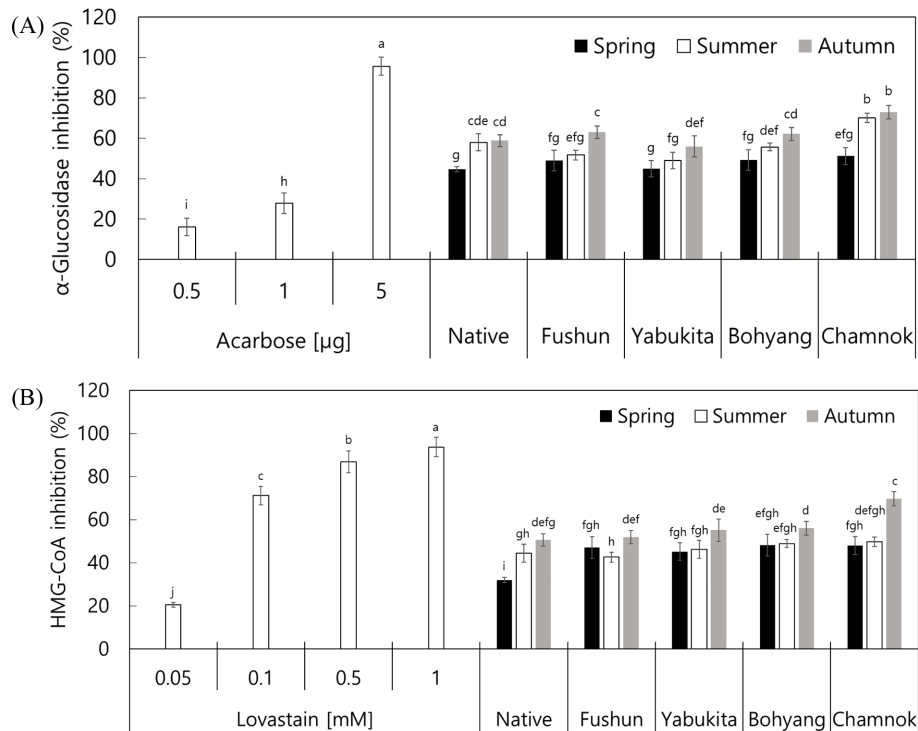 (A)
α-Glucosidase inhibition (%)
120
100
80
60
40
20
0
Spring Summer Autumn
i h a
g cde cd
fg efg c
g fg def
fg def cd
efg b b
0.5 1 5
Acarbose [μg]
Native Fushun Yabukita Bohyang Chamnok
(B)
HMG-CoA inhibition (%)
120
100
80
60
40
20
0
Spring Summer Autumn
j c b a
i gh defg
fgh h def
fgh fgh de
efgh efgh d
fgh defgh c
0.05 0.1 0.5 1
Lovastain [mM]
Native Fushun Yabukita Bohyang Chamnok